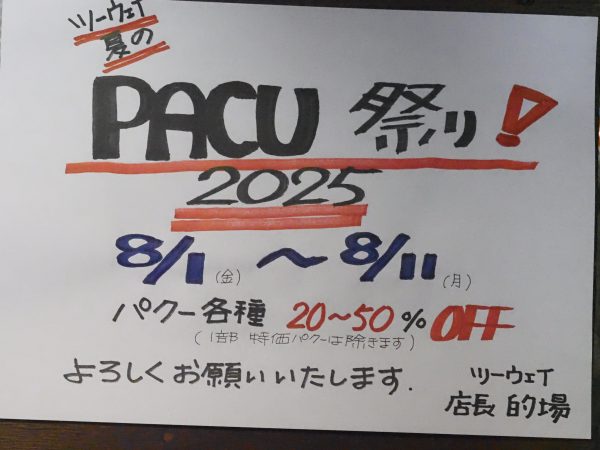 ツーウェイ
夏の
PACU 祭り!
2025
8/1(金)~8/11(月)
パクー各種 20~50%OFF
(1部 特価パクーは除きます)
よろしくお願いいたします.
ツーウェイ
店長 的場